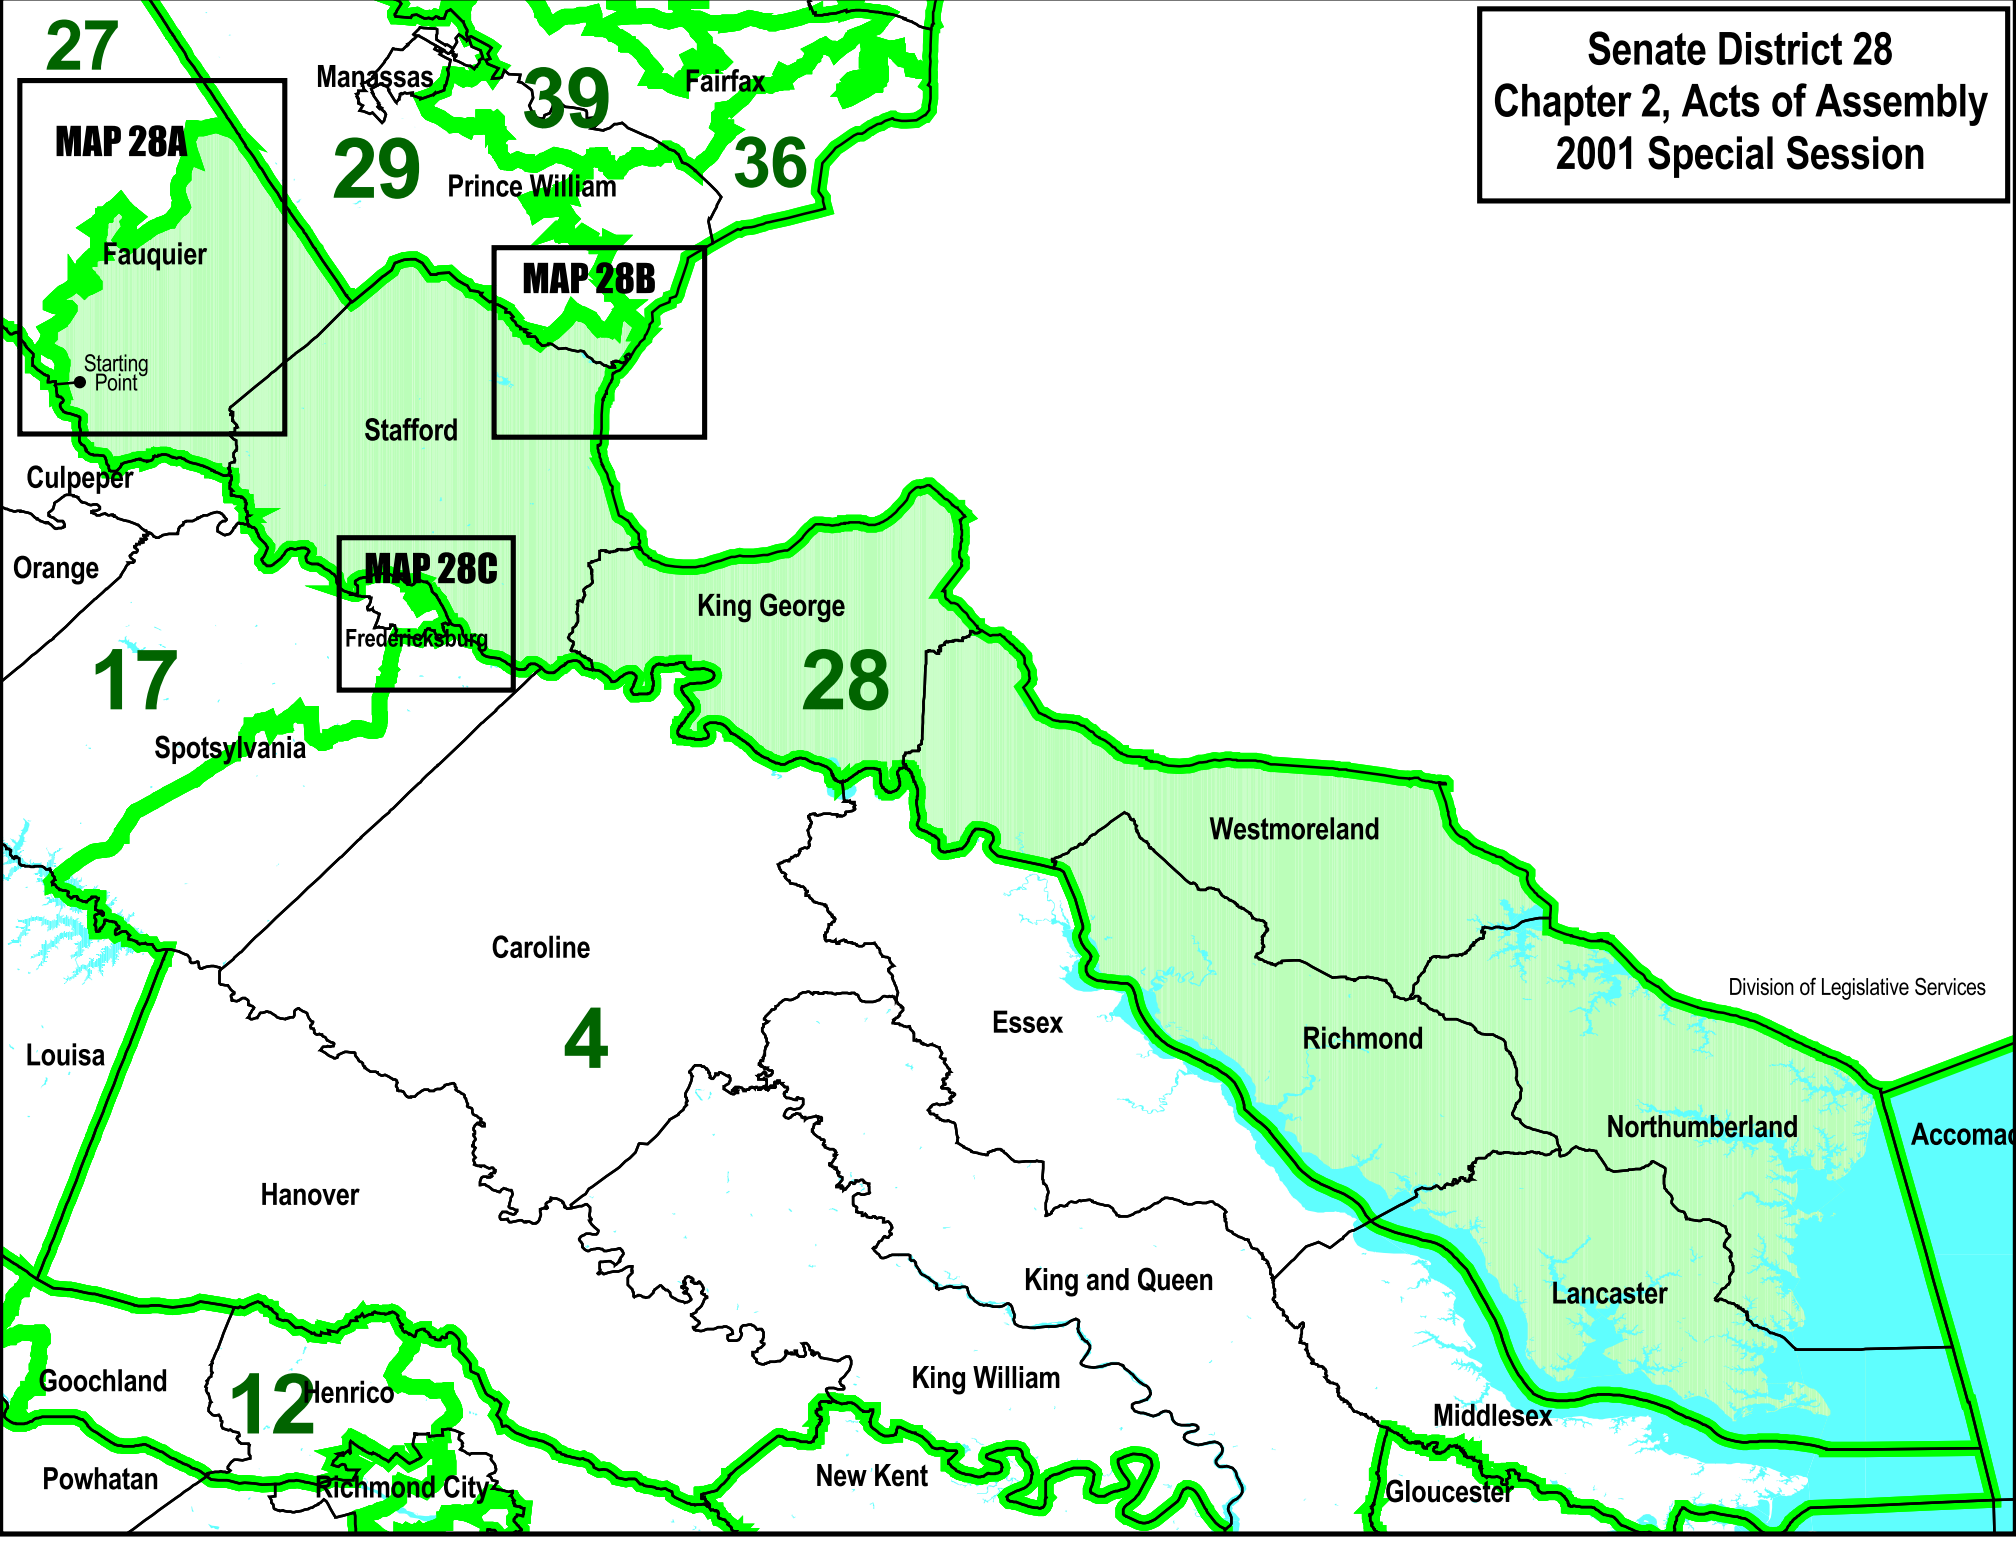 Senate District 28
Chapter 2, Acts of Assembly
2001 Special Session
27
Manassas
39
Fairfax
MAP 28A
29
36
Prince William
Fauquier
MAP 28B
Starting
Point
Stafford
Culpeper
Orange
MAP 28C
King George
Fredericksburg
17
28
Spotsylvania
Westmoreland
Caroline
Division of Legislative Services
Essex
4
Richmond
Louisa
Northumberland
Accomac
Hanover
King and Queen
Lancaster
Goochland
12
Henrico
King William
Middlesex
Powhatan
Richmond City
New Kent
Gloucester